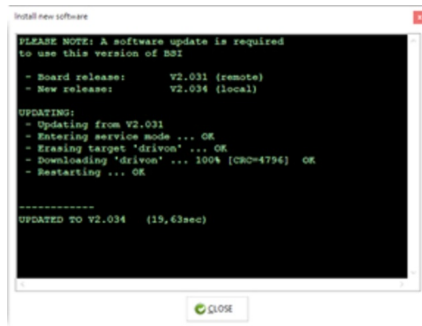 Install new software
PLEASE NOTE: A software update is required
to use this version of BSI
- Board release: V2.031 (remote)
- New release: V2.034 (local)
UPDATING:
- Updating from V2.031
- Entering service mode ... OK
- Erasing target 'drivon' ... OK
- Downloading 'drivon' ... 100% [CRC=4796] OK
- Restarting ... OK
------------
UPDATED TO V2.034 (19,63sec)
CLOSE